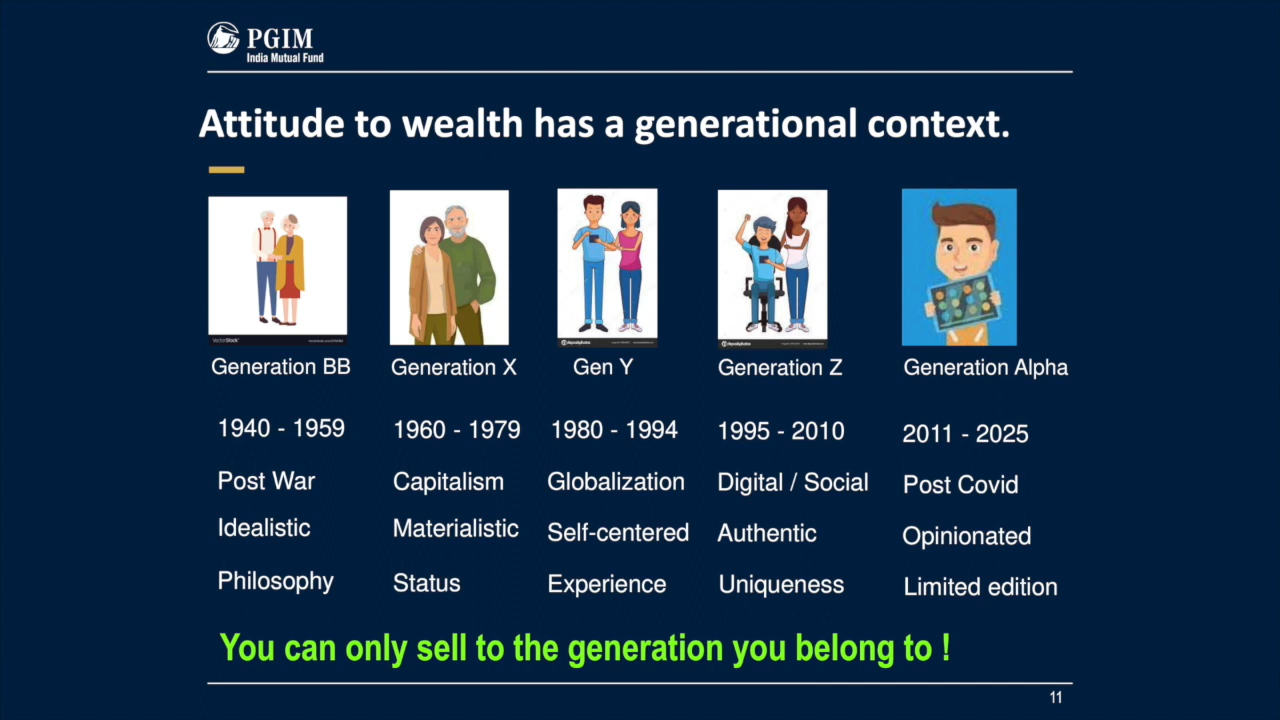 PGIM
India Mutual Fund
Attitude to wealth has a generational context.
VectorStock
depositphotos
depositphotos
Generation BB
Generation X
Gen Y
Generation Z
Generation Alpha
1940 - 1959
1960 - 1979
1980 - 1994
1995 - 2010
2011 - 2025
Post War
Capitalism
Globalization
Digital / Social
Post Covid
Idealistic
Materialistic
Self-centered
Authentic
Opinionated
Philosophy
Status
Experience
Uniqueness
Limited edition
You can only sell to the generation you belong to !
11